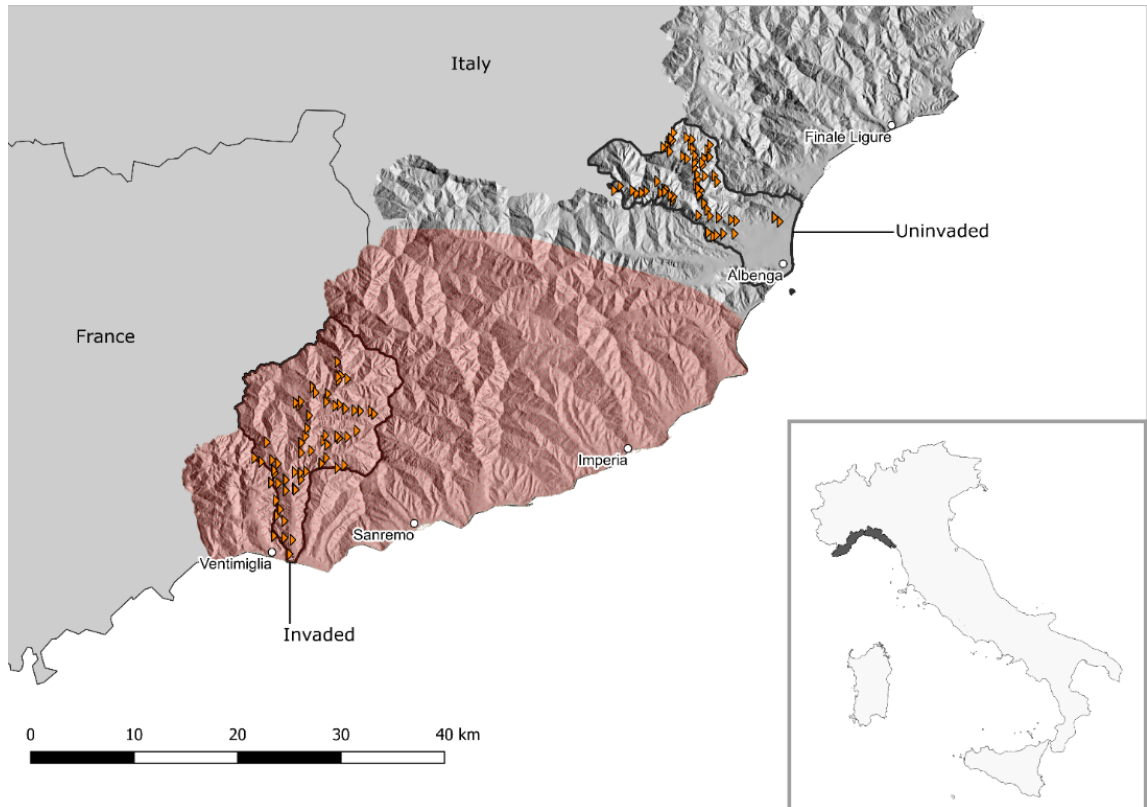 Italy
Finale Ligure
Uninvaded
Albenga
France
Imperia
Sanremo
Ventimiglia
Invaded
0 10 20 30 40 km